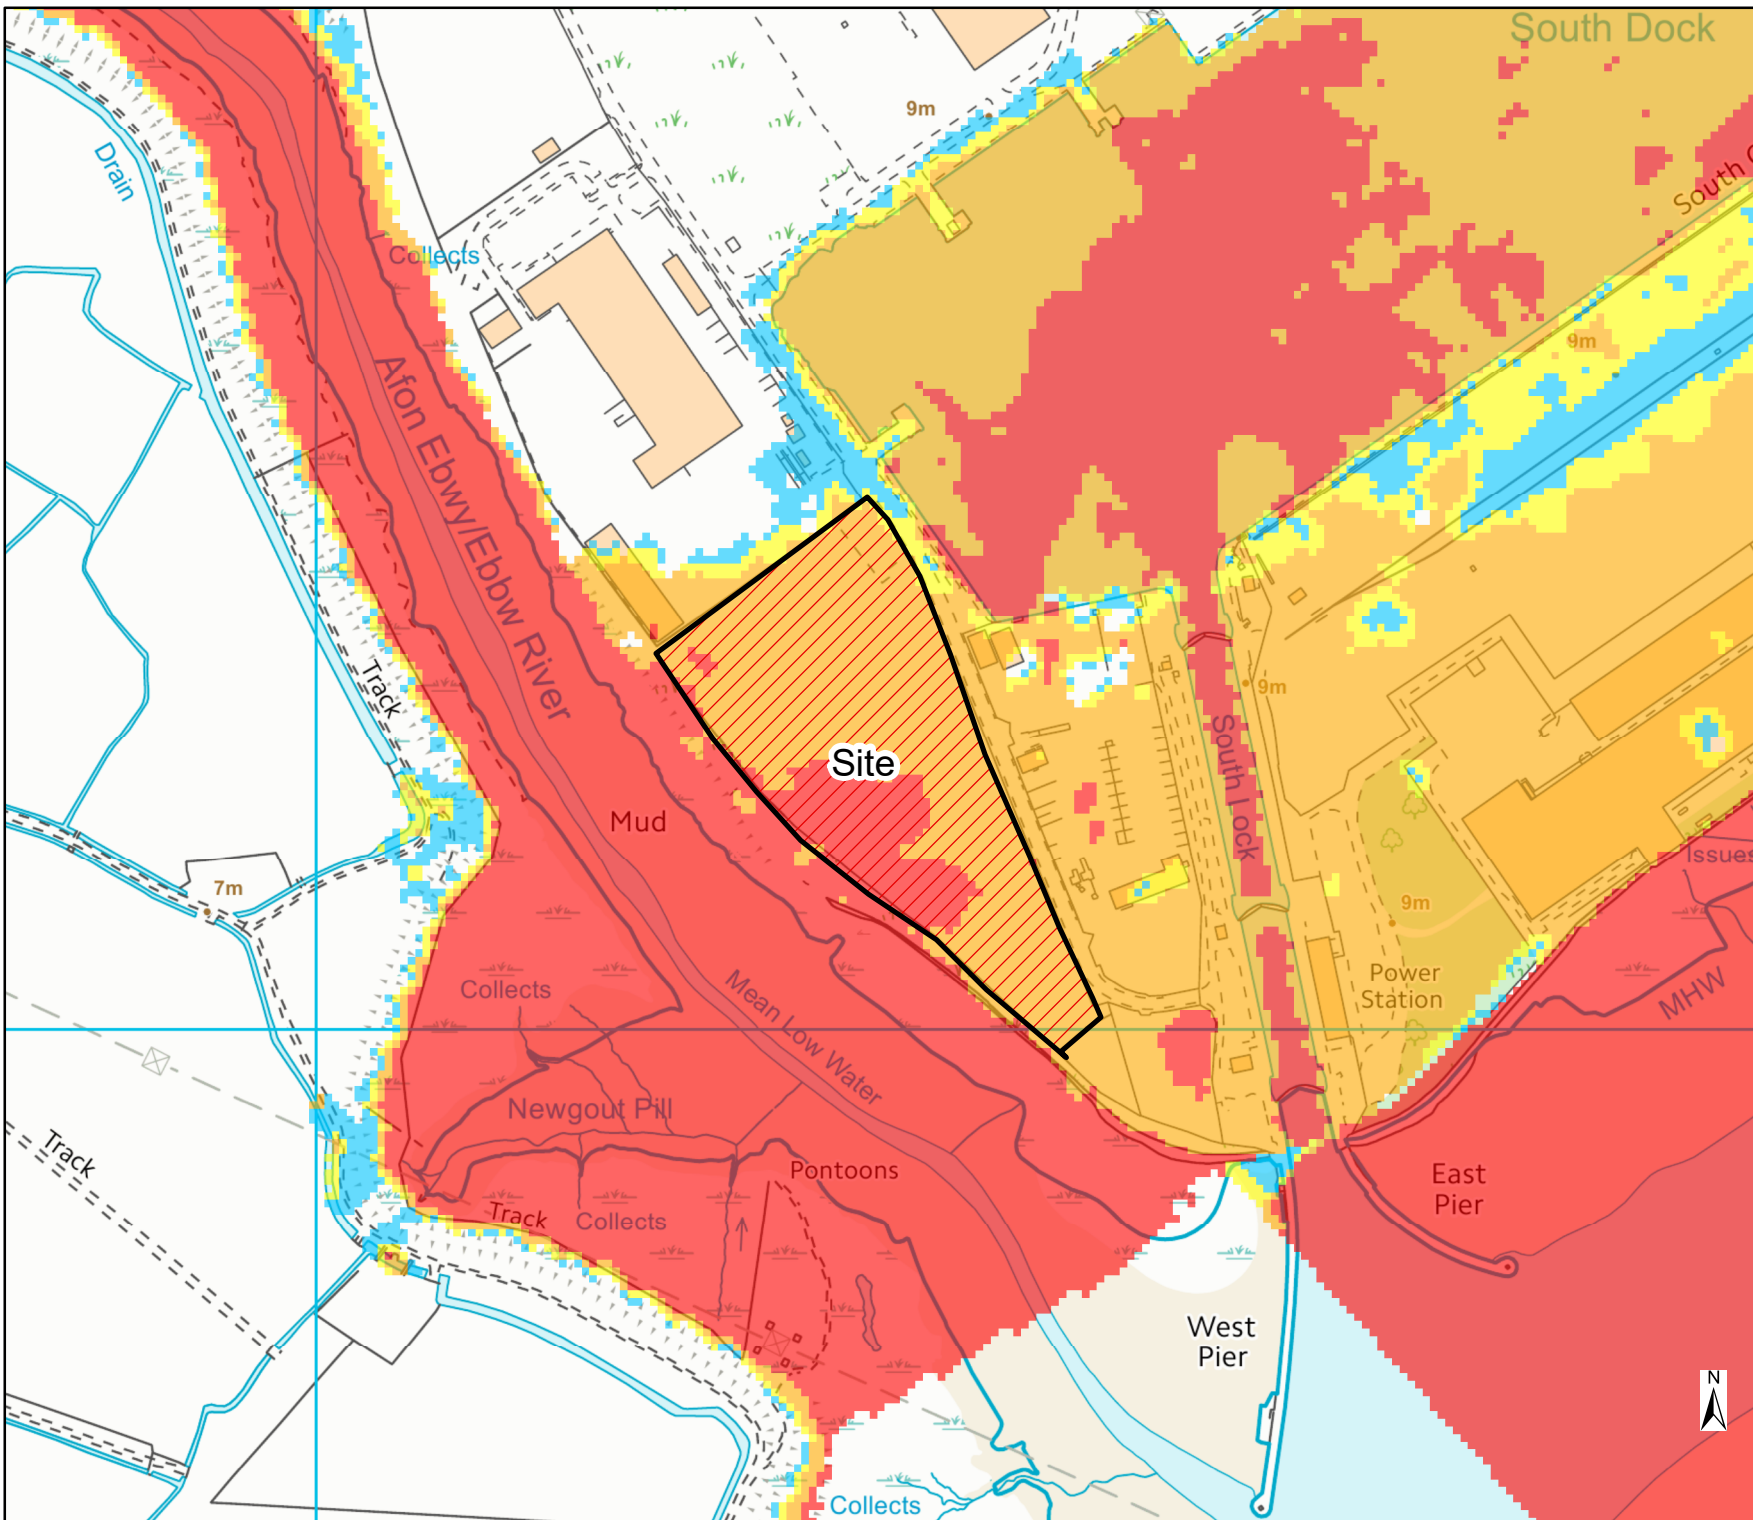 South Dock
9m
Drain
South
Collects
9m
Afon Ebwy/Ebbw River
Track
9m
South Lock
Site
Mud
Issues
7m
9m
Power
Station
Collects
Mean Low Water
MHW
Newgout Pill
Track
Pontoons
East
Pier
Track
Collects
West
Pier
N
Collects